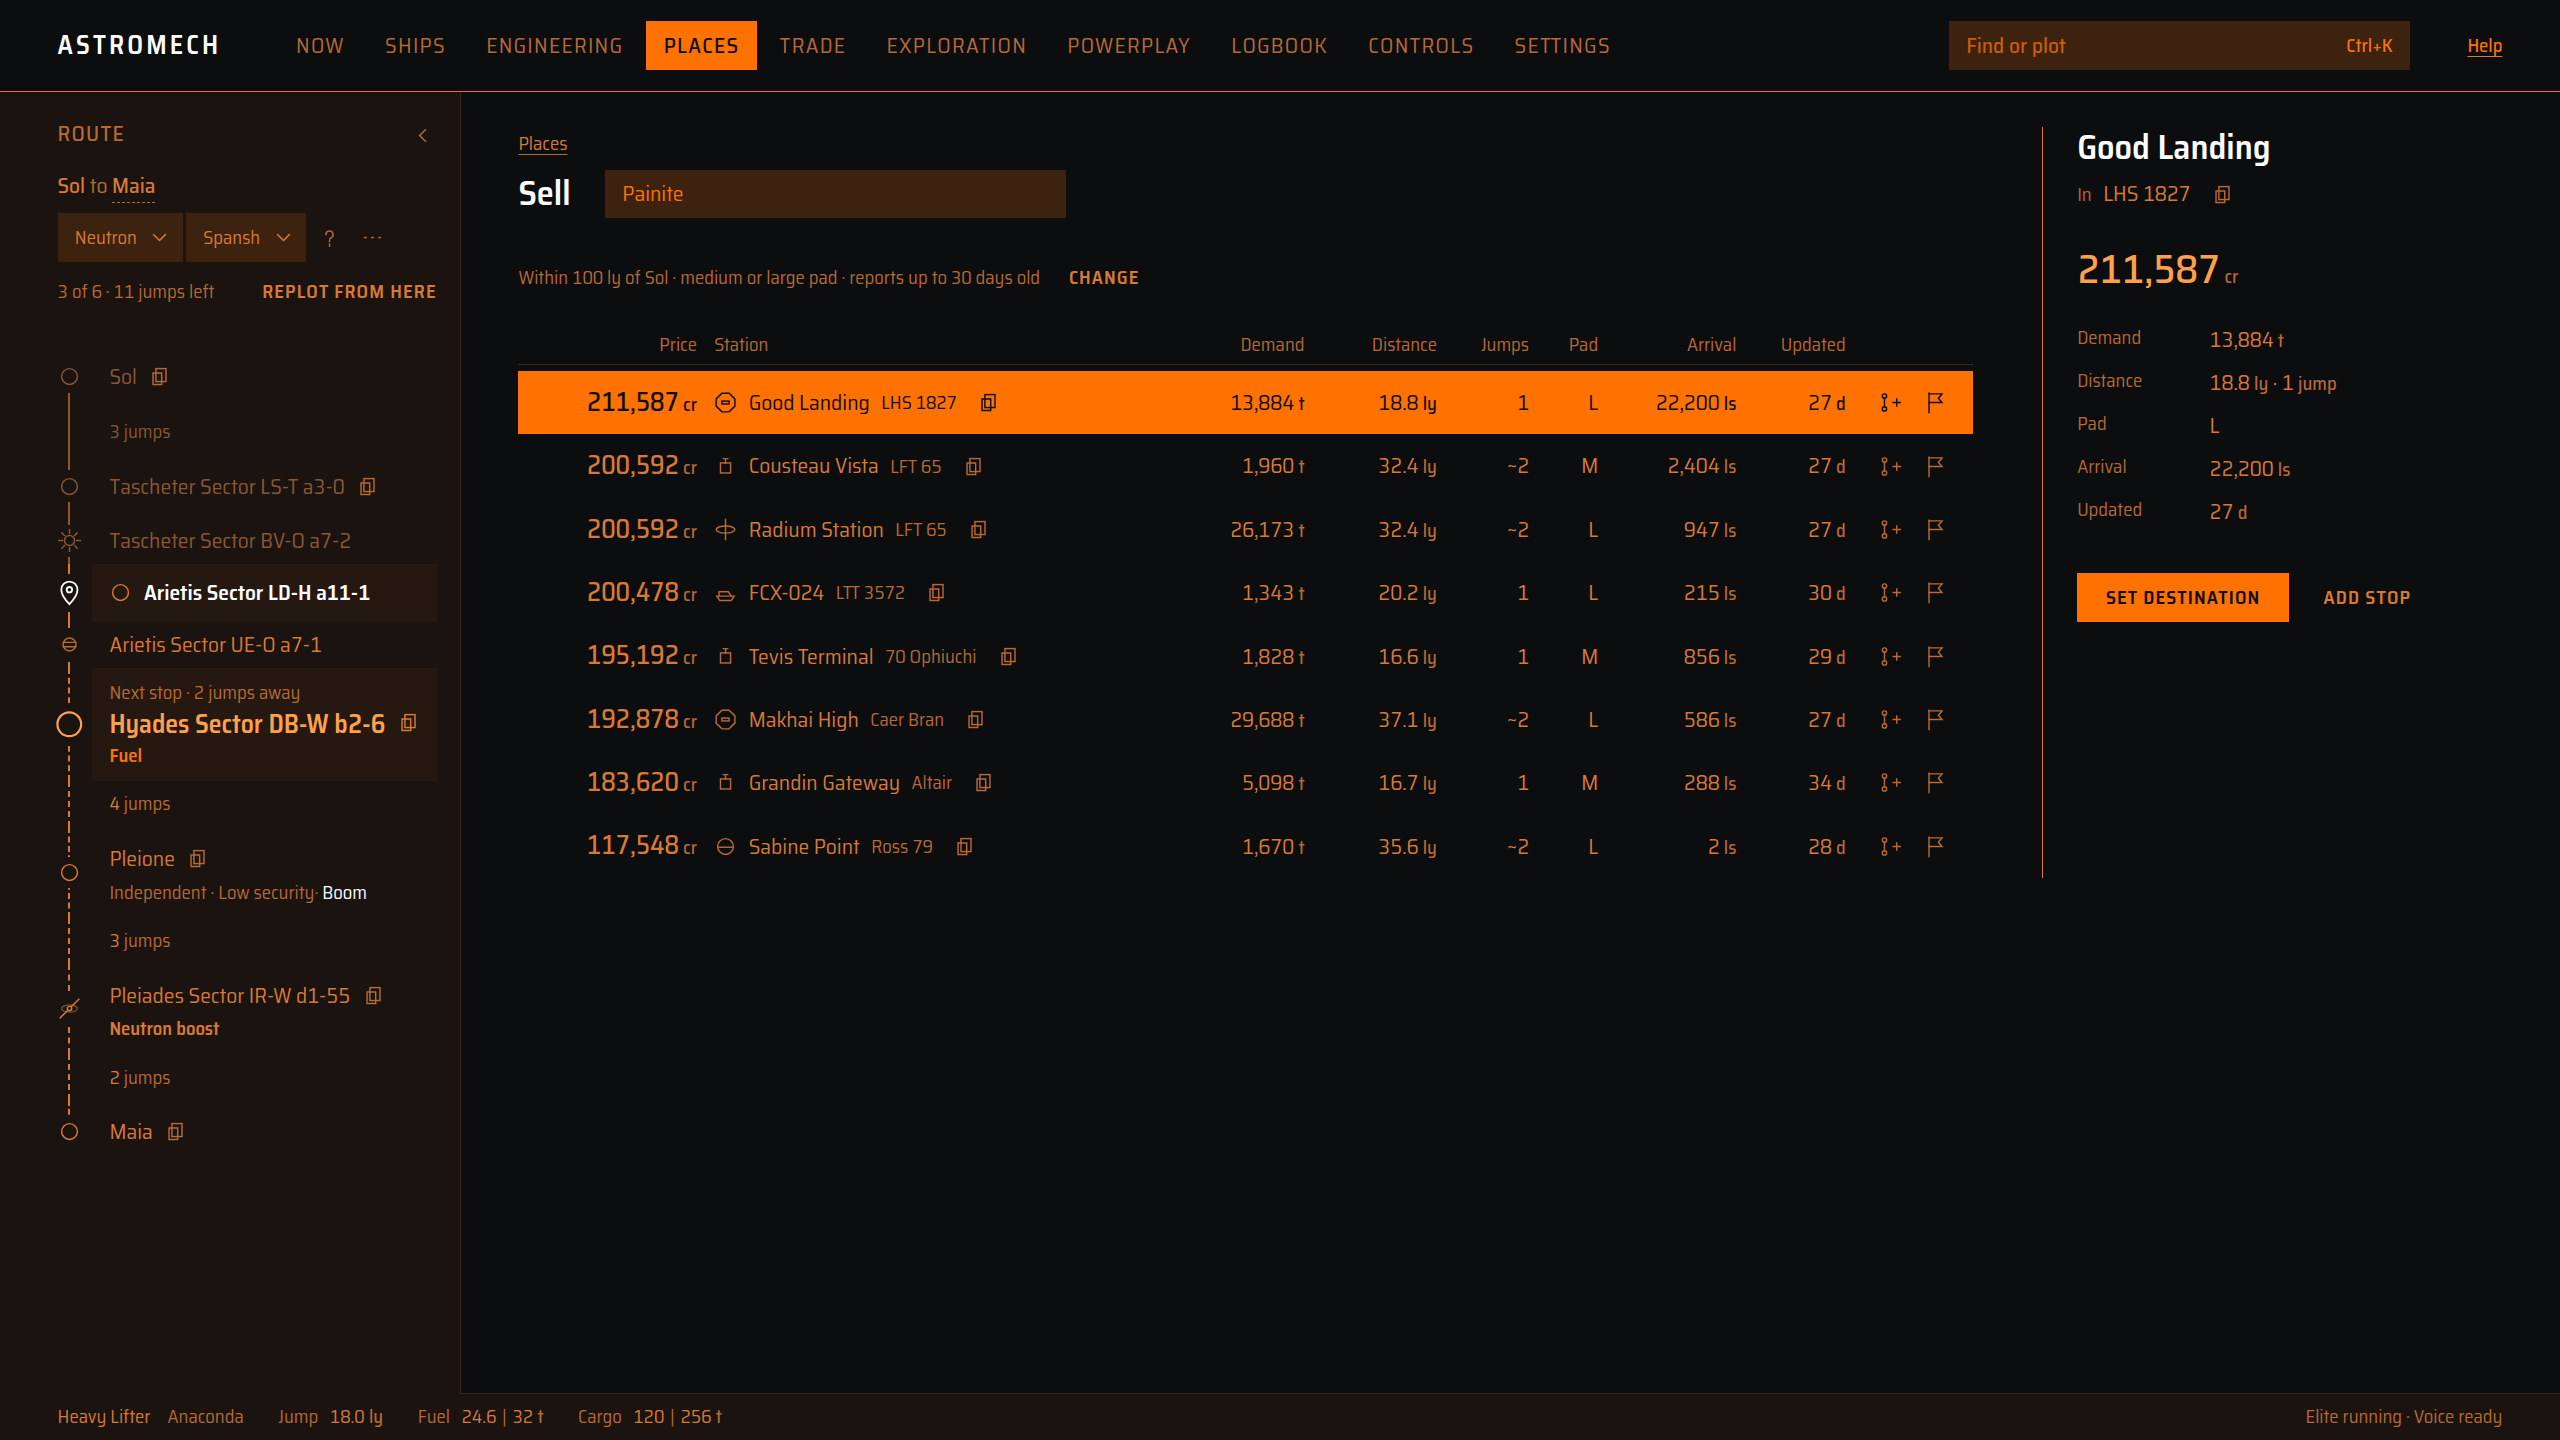 ASTROMECH NOW SHIPS ENGINEERING PLACES TRADE EXPLORATION POWERPLAY LOGBOOK CONTROLS SETTINGS Find or plot Ctrl+K Help
ROUTE
Sol to Maia
Neutron Spansh ? ···
3 of 6 · 11 jumps left REPLOT FROM HERE
Sol
3 jumps
Tascheter Sector LS-T a3-0
Tascheter Sector BV-O a7-2
Arietis Sector LD-H a11-1
Arietis Sector UE-O a7-1
Next stop · 2 jumps away
Hyades Sector DB-W b2-6
Fuel
4 jumps
Pleione
Independent · Low security· Boom
3 jumps
Pleiades Sector IR-W d1-55
Neutron boost
2 jumps
Maia
Places
Sell Painite
Within 100 ly of Sol · medium or large pad · reports up to 30 days old CHANGE
Price Station Demand Distance Jumps Pad Arrival Updated
211,587 cr Good Landing LHS 1827 13,884 t 18.8 ly 1 L 22,200 ls 27 d
200,592 cr Cousteau Vista LFT 65 1,960 t 32.4 ly ~2 M 2,404 ls 27 d
200,592 cr Radium Station LFT 65 26,173 t 32.4 ly ~2 L 947 ls 27 d
200,478 cr FCX-024 LTT 3572 1,343 t 20.2 ly 1 L 215 ls 30 d
195,192 cr Tevis Terminal 70 Ophiuchi 1,828 t 16.6 ly 1 M 856 ls 29 d
192,878 cr Makhai High Caer Bran 29,688 t 37.1 ly ~2 L 586 ls 27 d
183,620 cr Grandin Gateway Altair 5,098 t 16.7 ly 1 M 288 ls 34 d
117,548 cr Sabine Point Ross 79 1,670 t 35.6 ly ~2 L 2 ls 28 d
Good Landing
In LHS 1827
211,587 cr
Demand 13,884 t
Distance 18.8 ly · 1 jump
Pad L
Arrival 22,200 ls
Updated 27 d
SET DESTINATION ADD STOP
Heavy Lifter Anaconda Jump 18.0 ly Fuel 24.6 | 32 t Cargo 120 | 256 t Elite running · Voice ready